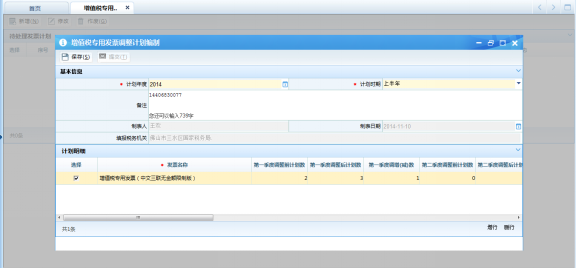 首页 增值税专用发..
新增(N) 修改 作废(C)
待处理发票计划
选择 编号
增值税专用发票调整计划编制
保存(S) 提交(T)
基本信息
* 计划年度 2014 * 计划时期 上半年
备注 14406830077
您还可以输入739字
制表人 王宏 制表日期 2014-11-10
填报税务机关 佛山市三水区国家税务局
计划明细
选择 * 发票名称 第一季度调整前计划数 第一季度调整后计划数 第一季度调增(减)数 第二季度调整前计划数 第二季度调整后计划
增值税专用发票（中文三联无金额限制版） 2 3 1 0
共1条 增行 删行